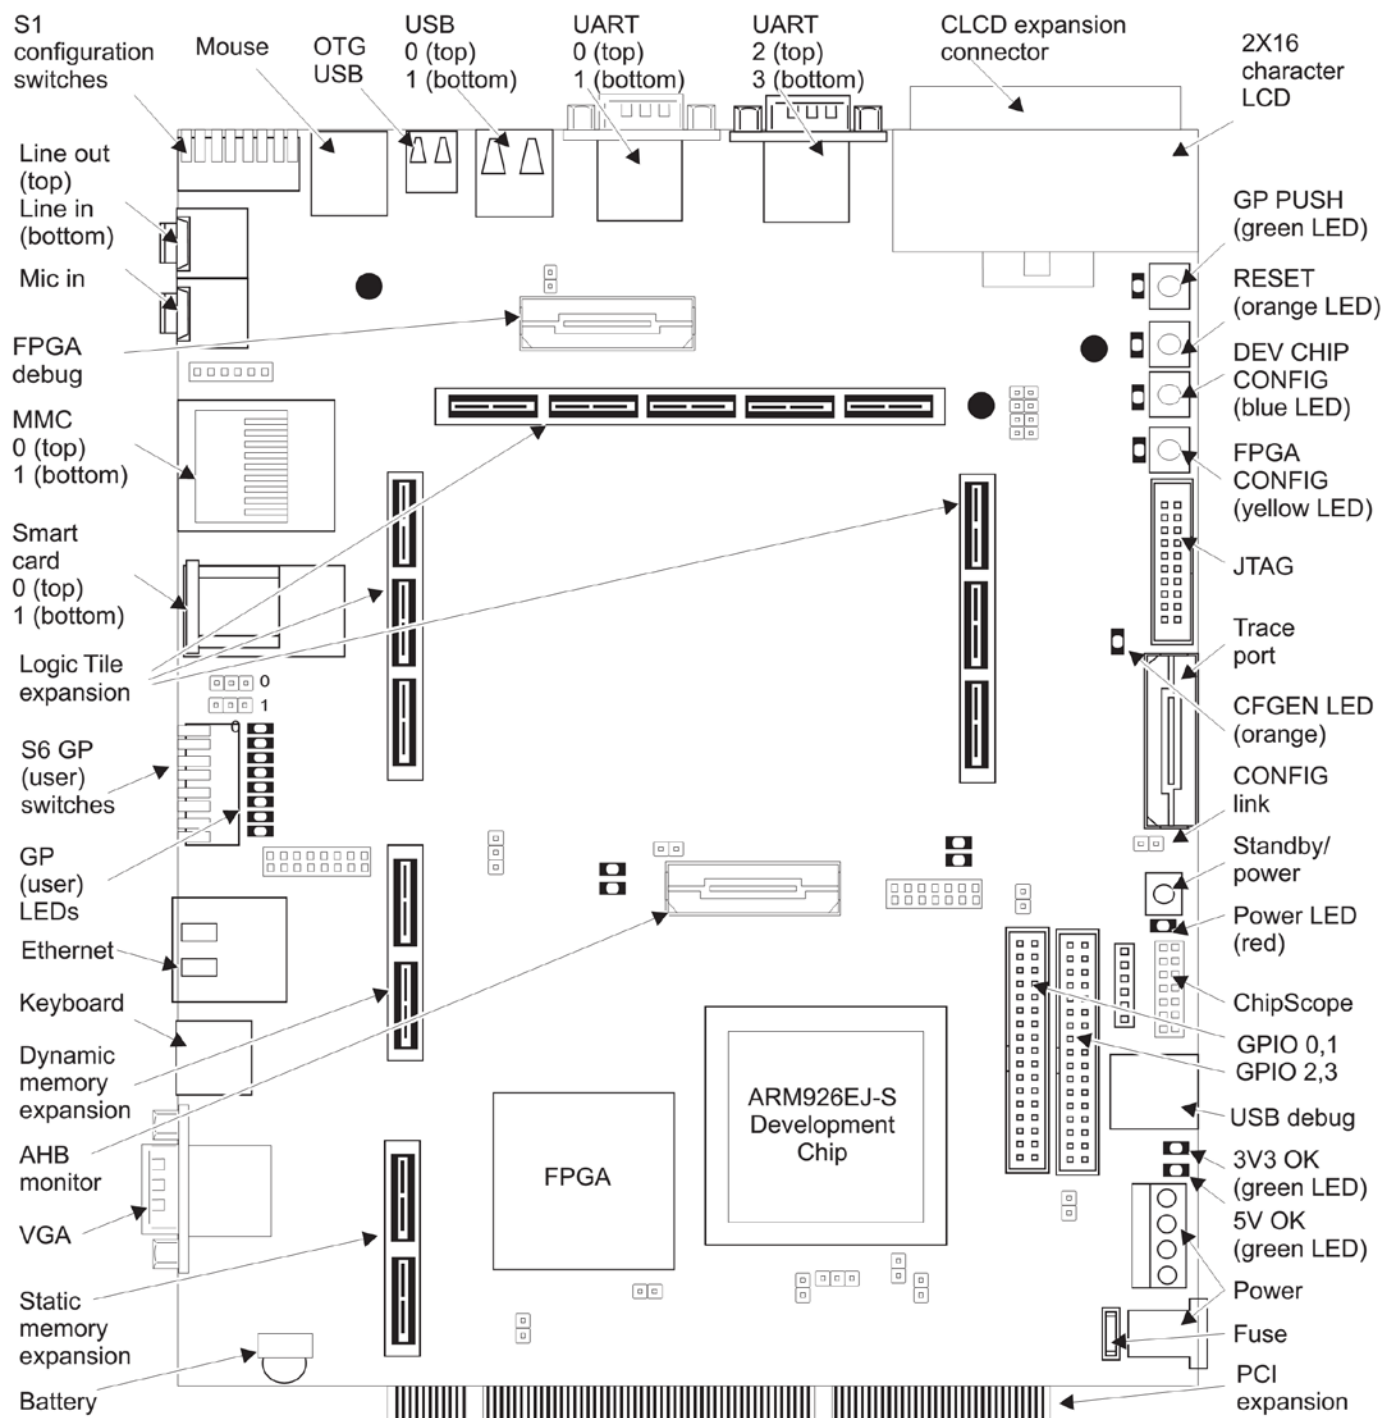 S1
configuration
switches
Mouse
OTG
USB
USB
0 (top)
1 (bottom)
UART
0 (top)
1 (bottom)
UART
2 (top)
3 (bottom)
CLCD expansion
connector
2X16
character
LCD
Line out
(top)
Line in
(bottom)
Mic in
FPGA
debug
MMC
0 (top)
1 (bottom)
Smart
card
0 (top)
1 (bottom)
Logic Tile
expansion
0
1
0
S6 GP
(user)
switches
GP
(user)
LEDs
Ethernet
Keyboard
Dynamic
memory
expansion
AHB
monitor
VGA
Static
memory
expansion
Battery
FPGA
ARM926EJ-S
Development
Chip
GP PUSH
(green LED)
RESET
(orange LED)
DEV CHIP
CONFIG
(blue LED)
FPGA
CONFIG
(yellow LED)
JTAG
Trace
port
CFGEN LED
(orange)
CONFIG
link
Standby/
power
Power LED
(red)
ChipScope
GPIO 0,1
GPIO 2,3
USB debug
3V3 OK
(green LED)
5V OK
(green LED)
Power
Fuse
PCI
expansion